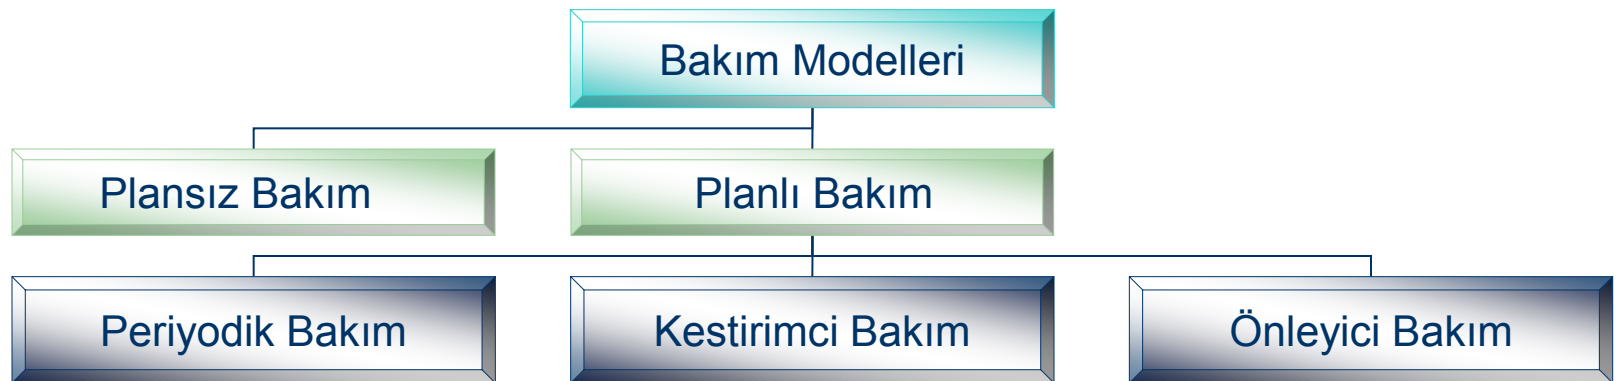 Bakım Modelleri
Plansız Bakım
Planlı Bakım
Periyodik Bakım
Kestirimci Bakım
Önleyici Bakım